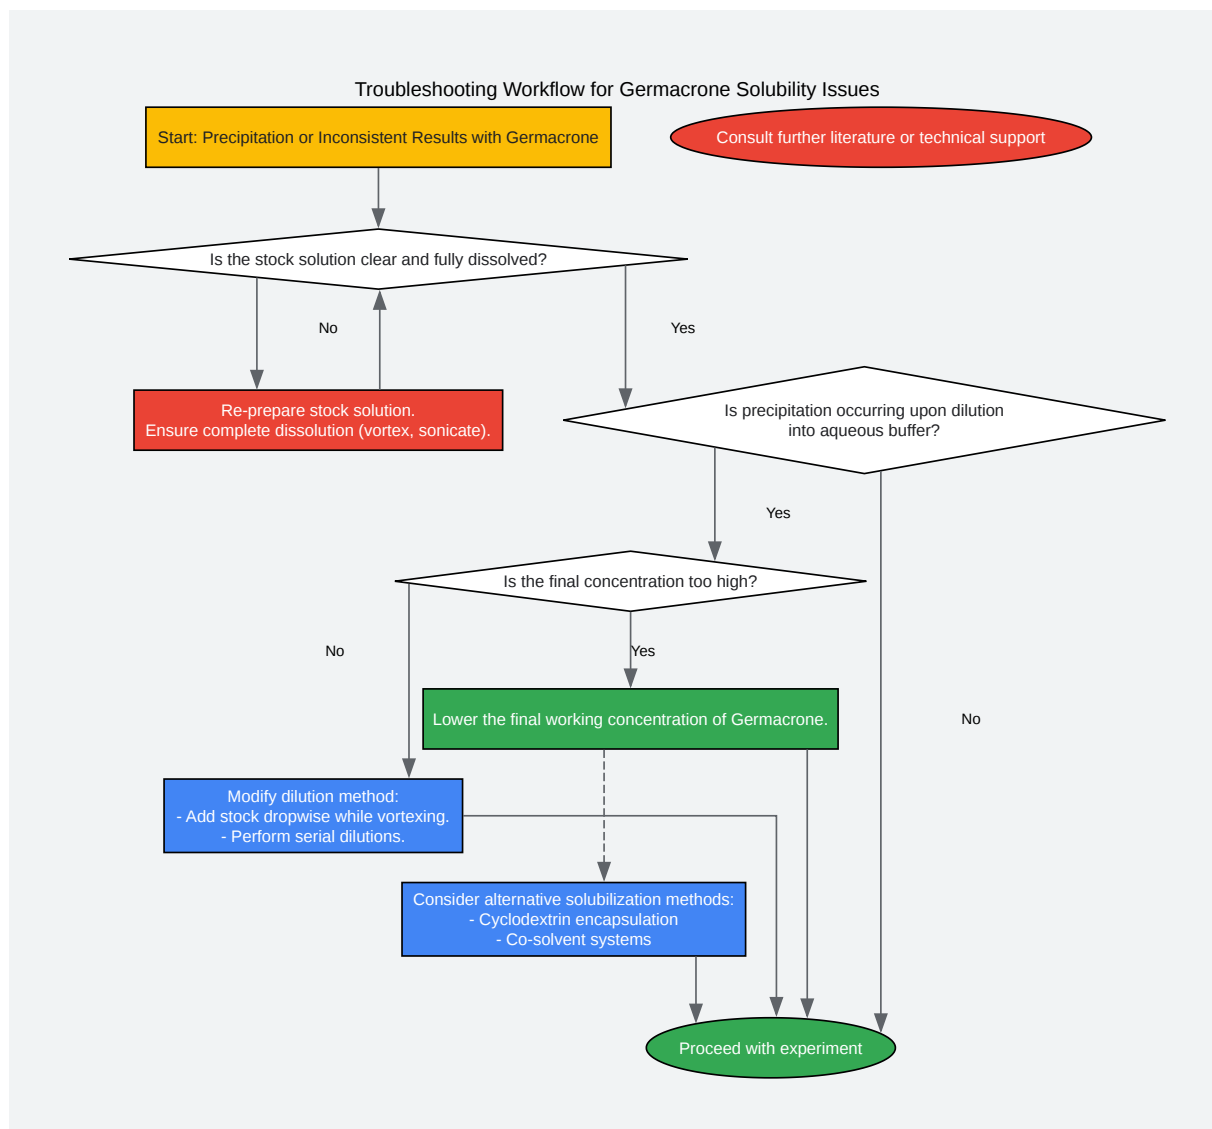 Troubleshooting Workflow for Germacrone Solubility Issues
Start: Precipitation or Inconsistent Results with Germacrone
Consult further literature or technical support
Is the stock solution clear and fully dissolved?
No
Yes
Re-prepare stock solution.
Ensure complete dissolution (vortex, sonicate).
Is precipitation occurring upon dilution
into aqueous buffer?
Yes
Is the final concentration too high?
No
Yes
Lower the final working concentration of Germacrone.
No
Modify dilution method:
- Add stock dropwise while vortexing.
- Perform serial dilutions.
Consider alternative solubilization methods:
- Cyclodextrin encapsulation
- Co-solvent systems
Proceed with experiment